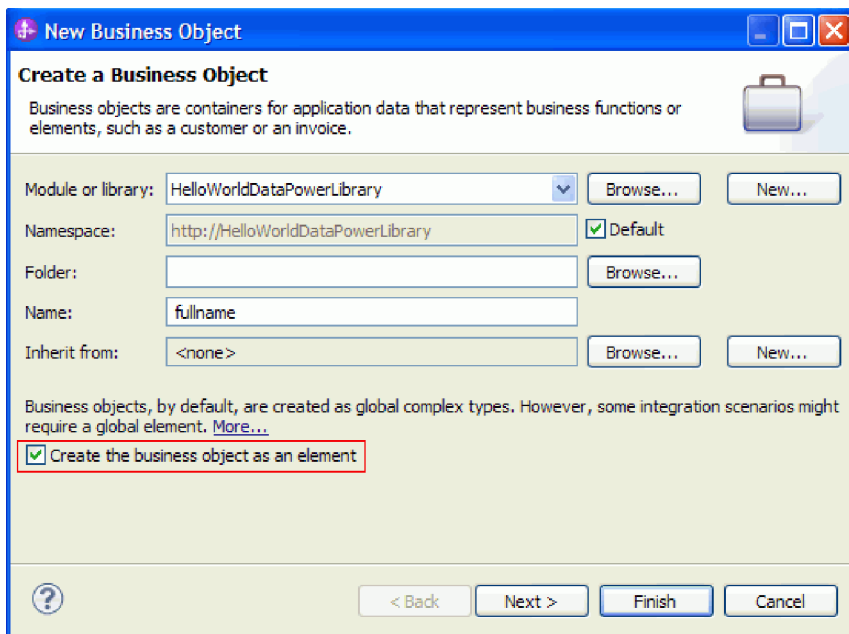 New Business Object
Create a Business Object
Business objects are containers for application data that represent business functions or
elements, such as a customer or an invoice.
Module or library: HelloWorldDataPowerLibrary Browse... New...
Namespace: http://HelloWorldDataPowerLibrary Default
Folder: Browse...
Name: fullname
Inherit from: <none> Browse... New...
Business objects, by default, are created as global complex types. However, some integration scenarios might
require a global element. More...
Create the business object as an element
? < Back Next > Finish Cancel